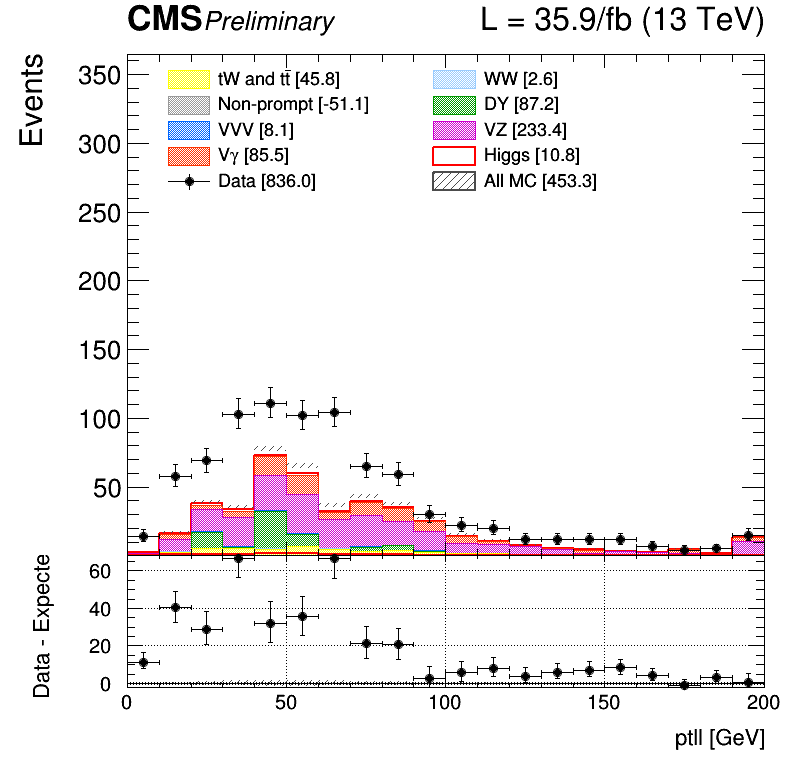 CMS Preliminary L = 35.9/fb (13 TeV)
Events
350
300
250
200
150
100
50
tW and tt̄ [45.8] WW [2.6]
Non-prompt [-51.1] DY [87.2]
VVV [8.1] VZ [233.4]
Vγ [85.5] Higgs [10.8]
Data [836.0] All MC [453.3]
Data - Expecte
60
40
20
0
0 50 100 150 200
ptll [GeV]